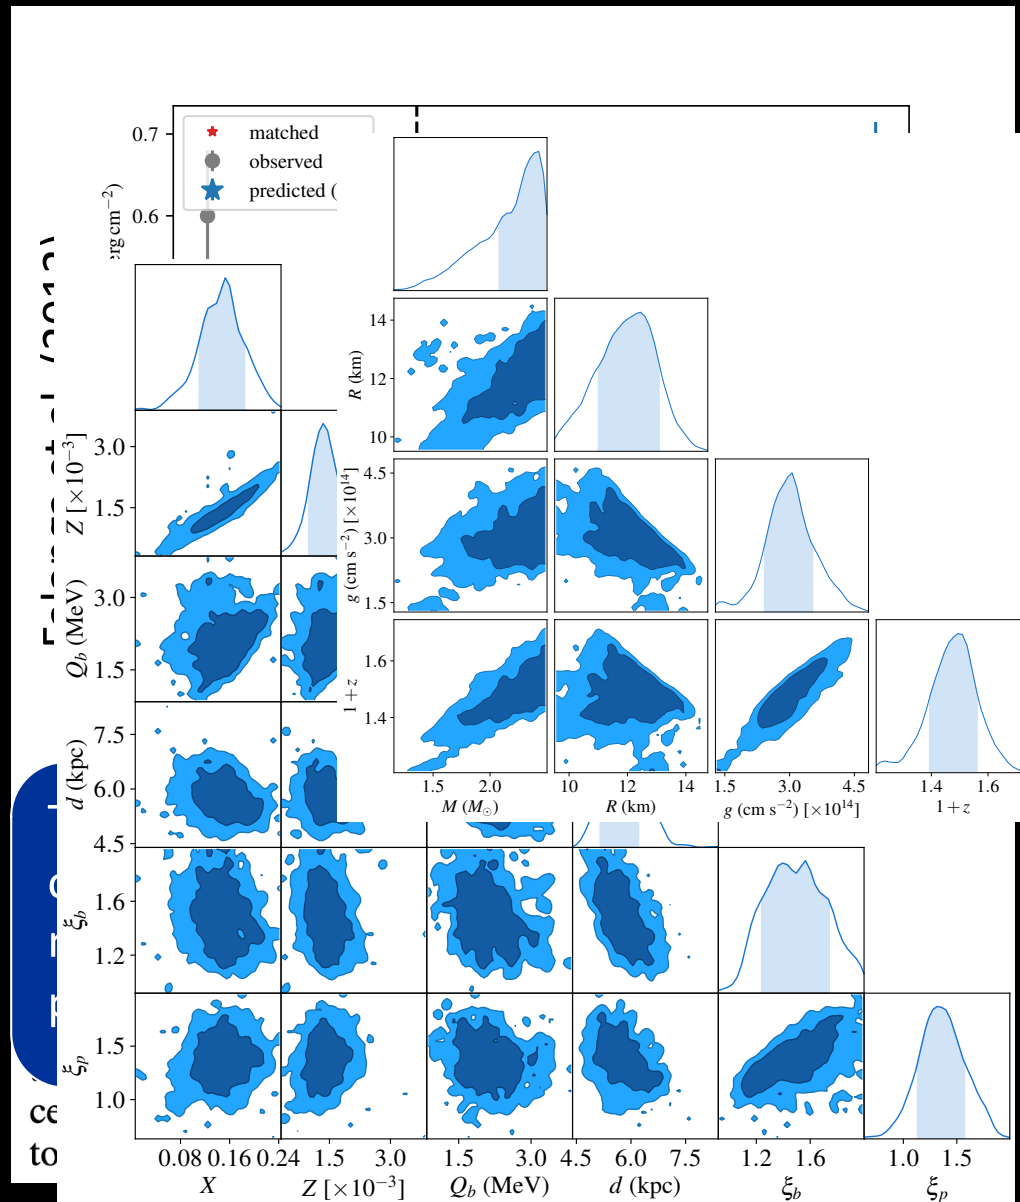 0.7
matched
observed
predicted (
erg cm⁻²)
0.6
14
12
10
R (km)
3.0
1.5
Z [×10⁻³]
4.5
3.0
1.5
g (cm s⁻²) [×10¹⁴]
3.0
1.5
Q_b (MeV)
1.6
1.4
1 + z
7.5
6.0
4.5
d (kpc)
1.5 2.0
10 12 14
1.5 3.0 4.5
1.4 1.6
M (M☉)
R (km)
g (cm s⁻²) [×10¹⁴]
1 + z
1.6
1.2
ξ_b
1.5
1.0
ξ_p
ce
to
0.08 0.16 0.24
1.5 3.0
1.5 3.0
4.5 6.0 7.5
1.2 1.6
1.0 1.5
X
Z [×10⁻³]
Q_b (MeV)
d (kpc)
ξ_b
ξ_p